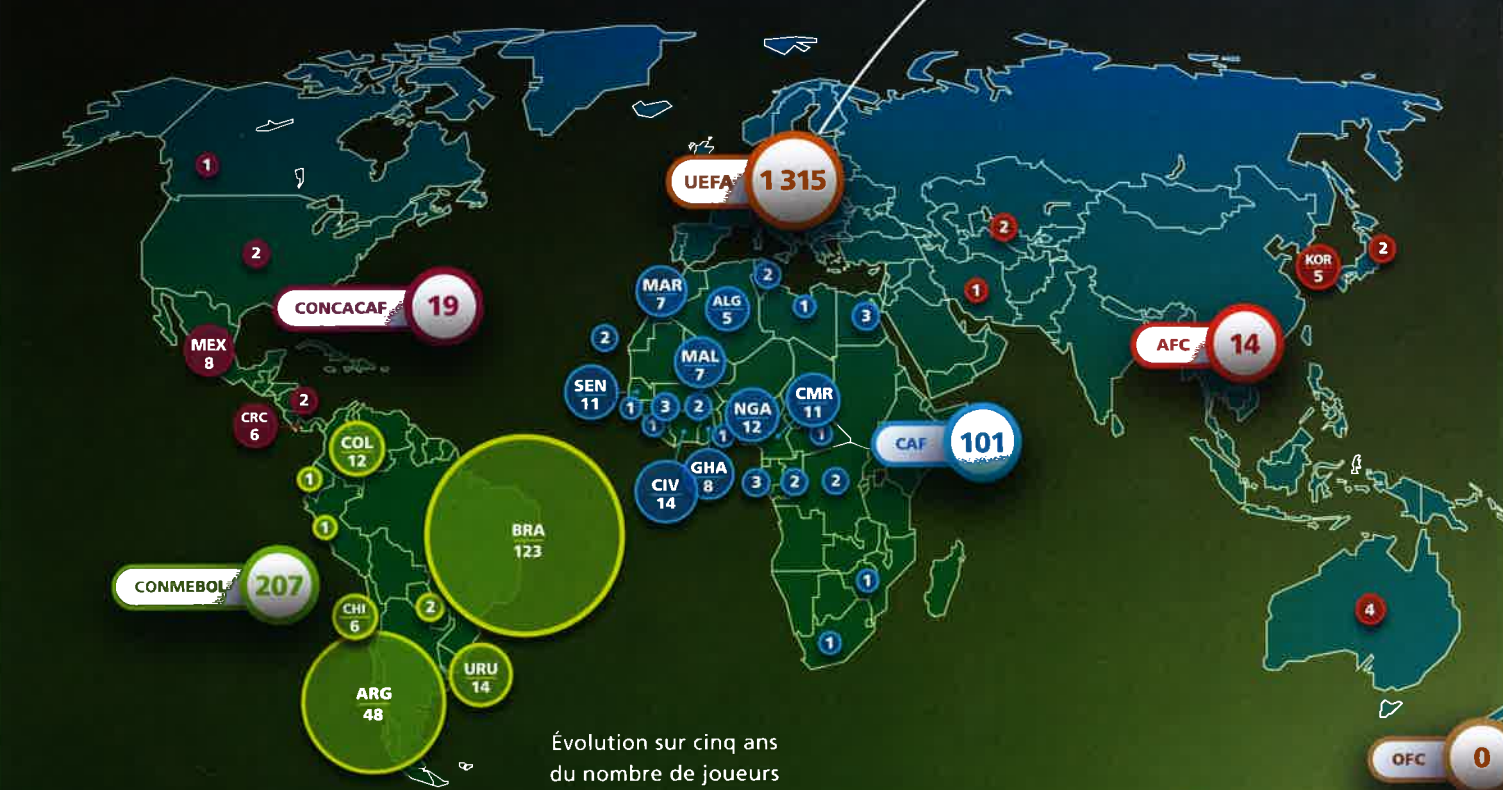 1
2
CONCACAF 19
MEX
8
2
CRC
6
COL
12
1
1
BRA
123
CONMEBOL 207
CHI
6
2
ARG
48
URU
14
UEFA 1 315
MAR
7
ALG
5
2
1
3
2
MAL
7
SEN
11
1
3
2
1
NGA
12
1
CMR
11
1
CAF 101
CIV
14
GHA
8
3
2
2
1
1
2
1
KOR
5
2
AFC 14
4
OFC 0
Évolution sur cinq ans
du nombre de joueurs